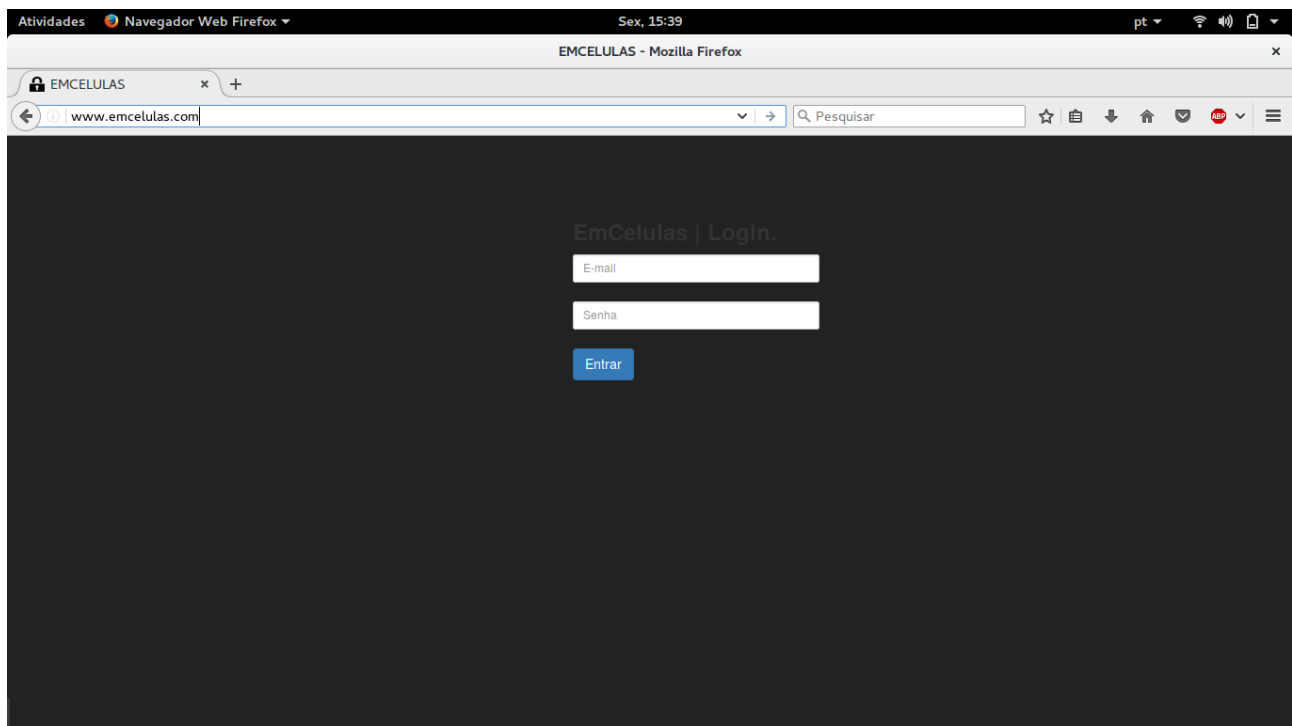 Atividades Navegador Web Firefox Sex, 15:39 pt
EMCELULAS - Mozilla Firefox
EMCELULAS
www.emcelulas.com Pesquisar ABP
EmCelulas | Login.
E-mail
Senha
Entrar